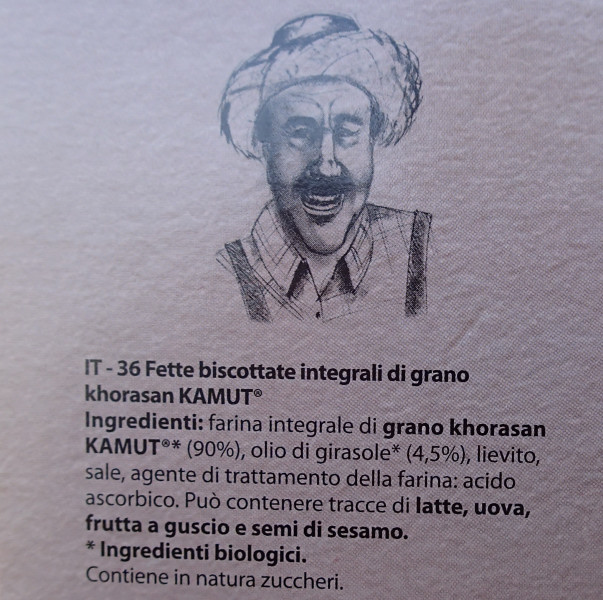 IT - 36 Fette biscottate integrali di grano
khorasan KAMUT®
Ingredienti: farina integrale di grano khorasan
KAMUT®* (90%), olio di girasole* (4,5%), lievito,
sale, agente di trattamento della farina: acido
ascorbico. Può contenere tracce di latte, uova,
frutta a guscio e semi di sesamo.
* Ingredienti biologici.
Contiene in natura zuccheri.